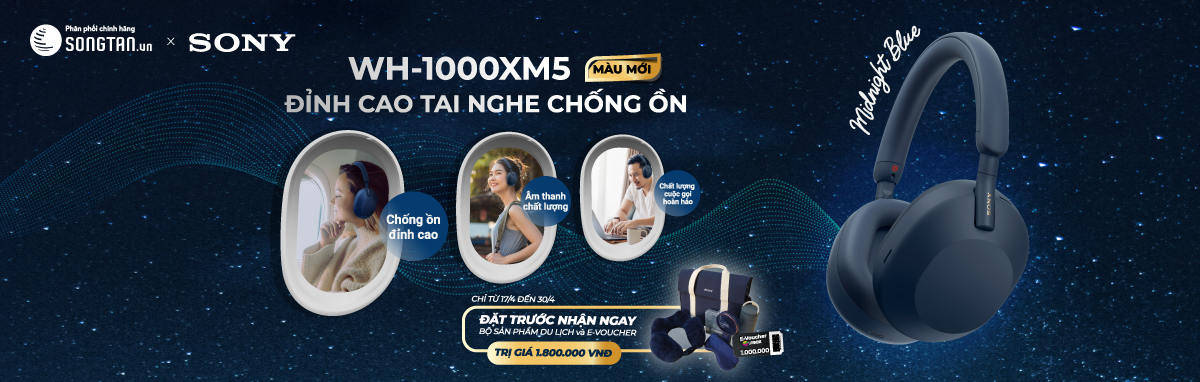 Phân phối chính hãng
SONGTAN.vn × SONY
WH-1000XM5
MÀU MỚI
ĐỈNH CAO TAI NGHE CHỐNG ỒN
Midnight Blue
SONY
Chống ồn
đỉnh cao
Âm thanh
chất lượng
Chất lượng
cuộc gọi
hoàn hảo
CHỈ TỪ 17/4 ĐẾN 30/4
ĐẶT TRƯỚC NHẬN NGAY
BỘ SẢN PHẨM DU LỊCH và E-VOUCHER
TRỊ GIÁ 1.800.000 VNĐ
E-Voucher
1.000.000